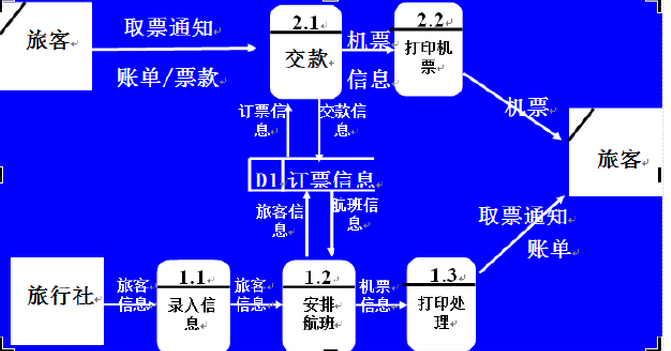 旅客
取票通知
账单/票款
2.1
交款
机票
信息
2.2
打印机
票
机票
旅客
订票信
息
交款信
息
D1
订票信息
旅客信
息
航班信
息
取票通知
账单
旅行社
旅客
信息
1.1
录入信
息
旅客
信息
1.2
安排
航班
机票
信息
1.3
打印处
理